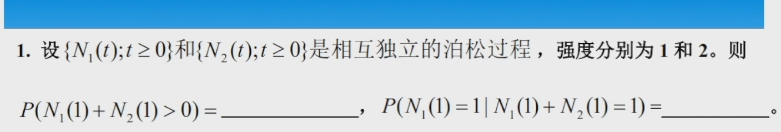 1. 设{N₁(t);t≥0}和{N₂(t);t≥0}是相互独立的泊松过程，强度分别为 1 和 2。则
P(N₁(1)+N₂(1)>0)=____________， P(N₁(1)=1|N₁(1)+N₂(1)=1)=_________。